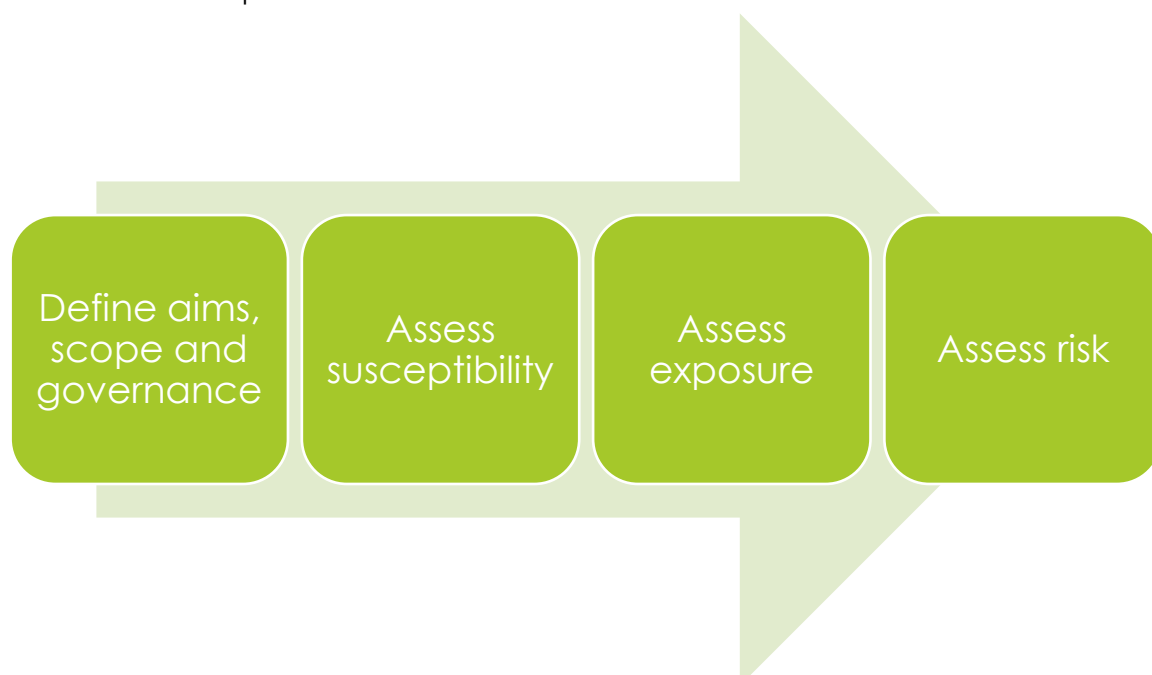 Define aims,
scope and
governance
Assess
susceptibility
Assess
exposure
Assess risk